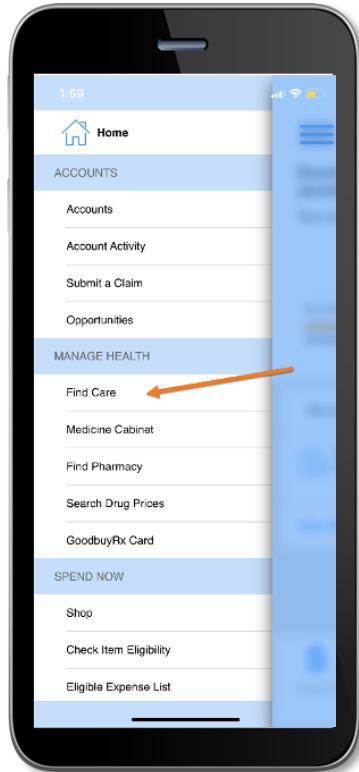 1:59
Home
ACCOUNTS
Accounts
Account Activity
Submit a Claim
Opportunities
MANAGE HEALTH
Find Care
Medicine Cabinet
Find Pharmacy
Search Drug Prices
GoodbuyRx Card
SPEND NOW
Shop
Check Item Eligibility
Eligible Expense List